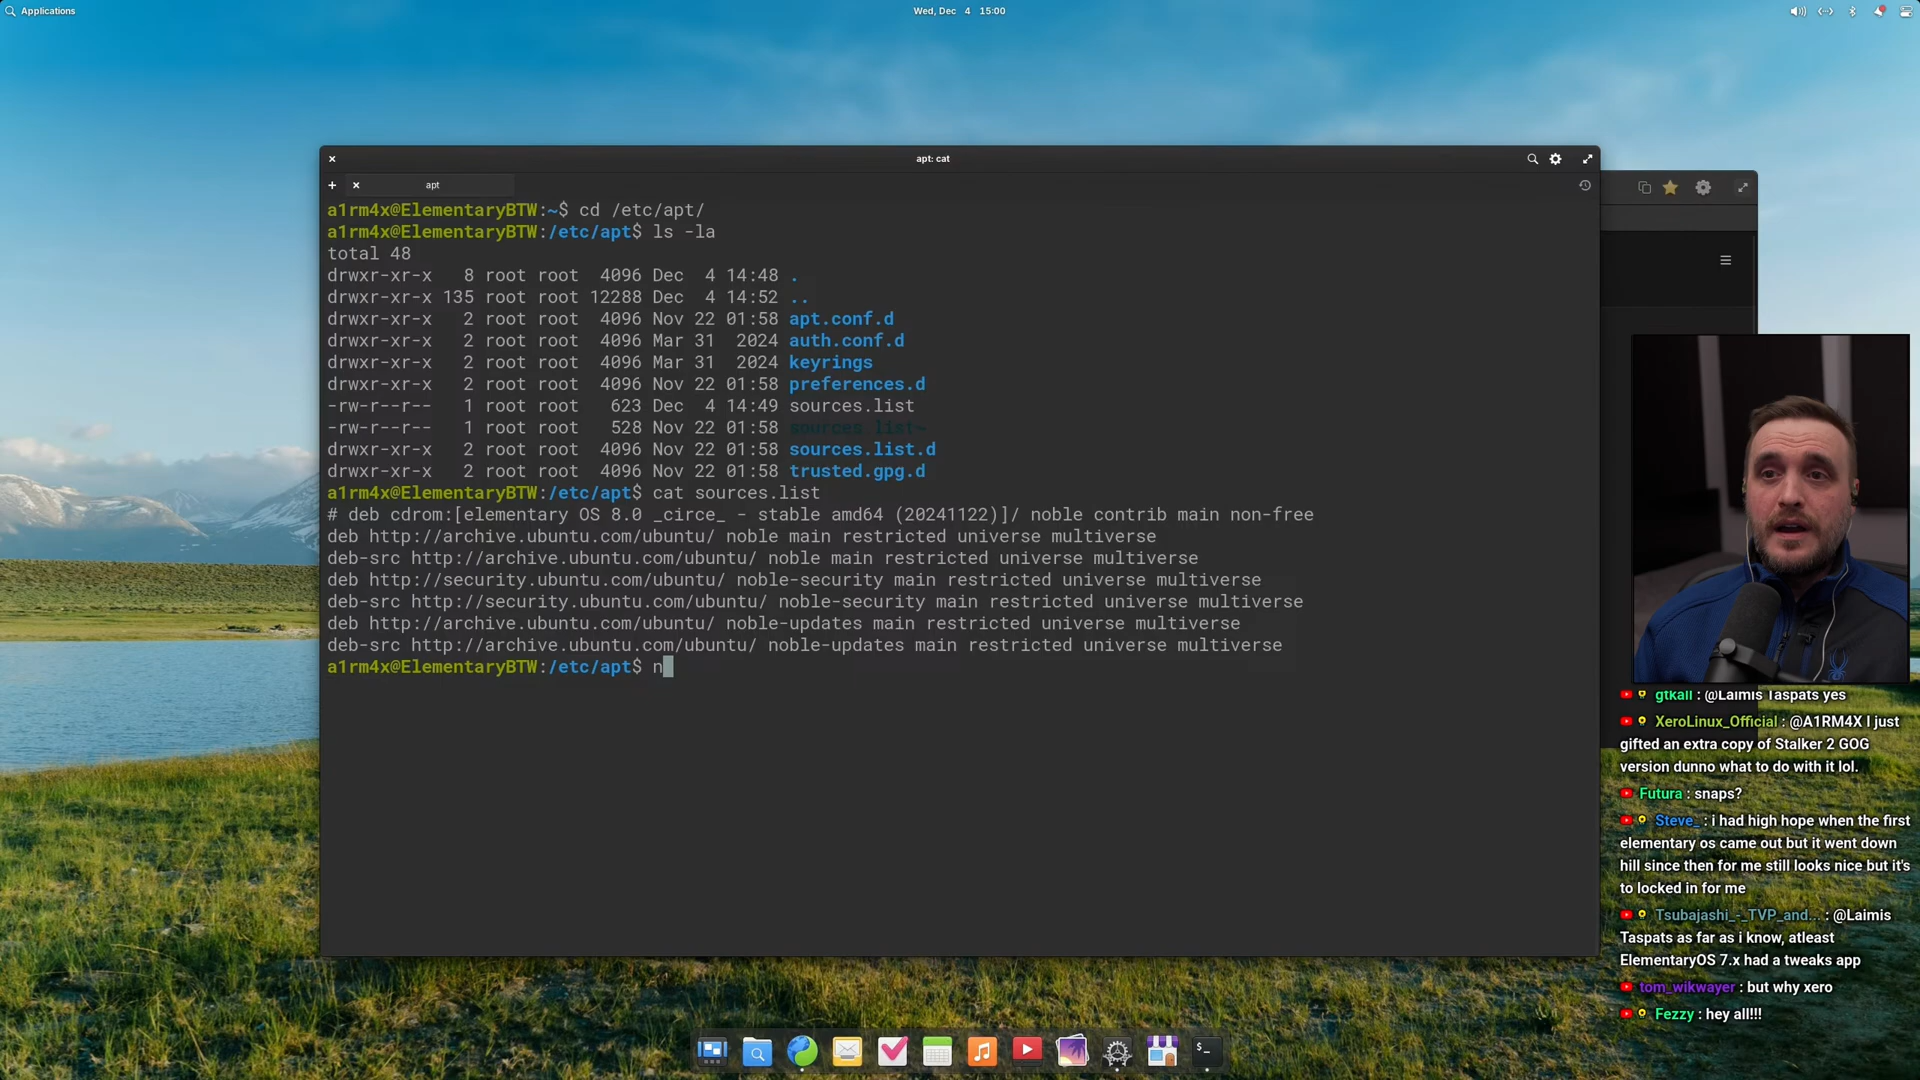 Applications
Wed, Dec 4 15:00
apt: cat
apt
a1rm4x@ElementaryBTW:~$ cd /etc/apt/
a1rm4x@ElementaryBTW:/etc/apt$ ls -la
total 48
drwxr-xr-x 8 root root 4096 Dec 4 14:48 .
drwxr-xr-x 135 root root 12288 Dec 4 14:52 ..
drwxr-xr-x 2 root root 4096 Nov 22 01:58 apt.conf.d
drwxr-xr-x 2 root root 4096 Mar 31 2024 auth.conf.d
drwxr-xr-x 2 root root 4096 Mar 31 2024 keyrings
drwxr-xr-x 2 root root 4096 Nov 22 01:58 preferences.d
-rw-r--r-- 1 root root 623 Dec 4 14:49 sources.list
-rw-r--r-- 1 root root 528 Nov 22 01:58 sources.list~
drwxr-xr-x 2 root root 4096 Nov 22 01:58 sources.list.d
drwxr-xr-x 2 root root 4096 Nov 22 01:58 trusted.gpg.d
a1rm4x@ElementaryBTW:/etc/apt$ cat sources.list
# deb cdrom:[elementary OS 8.0 _circe_ - stable amd64 (20241122)]/ noble contrib main non-free
deb http://archive.ubuntu.com/ubuntu/ noble main restricted universe multiverse
deb-src http://archive.ubuntu.com/ubuntu/ noble main restricted universe multiverse
deb http://security.ubuntu.com/ubuntu/ noble-security main restricted universe multiverse
deb-src http://security.ubuntu.com/ubuntu/ noble-security main restricted universe multiverse
deb http://archive.ubuntu.com/ubuntu/ noble-updates main restricted universe multiverse
deb-src http://archive.ubuntu.com/ubuntu/ noble-updates main restricted universe multiverse
a1rm4x@ElementaryBTW:/etc/apt$ n
gtkall : @Laimis Taspats yes
XeroLinux_Official : @A1RM4X I just
gifted an extra copy of Stalker 2 GOG
version dunno what to do with it lol.
Futura : snaps?
Steve_ : i had high hope when the first
elementary os came out but it went down
hill since then for me still looks nice but it's
to locked in for me
Tsubajashi_-_TVP_and... : @Laimis
Taspats as far as i know, atleast
ElementaryOS 7.x had a tweaks app
tom_wikwayer : but why xero
Fezzy : hey all!!!